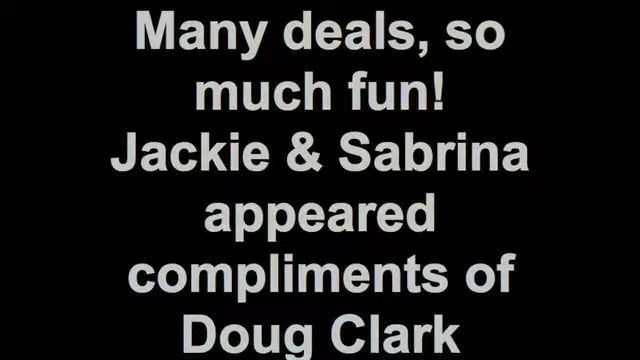 Many deals, so
much fun!
Jackie & Sabrina
appeared
compliments of
Doug Clark